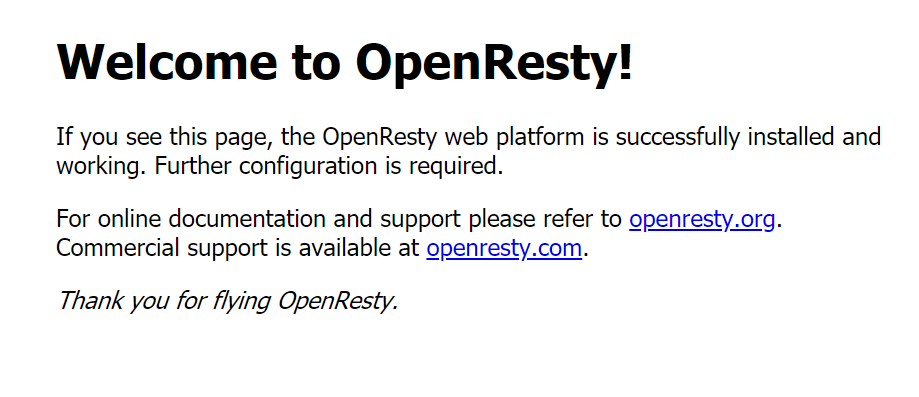 Welcome to OpenResty!
If you see this page, the OpenResty web platform is successfully installed and
working. Further configuration is required.
For online documentation and support please refer to openresty.org.
Commercial support is available at openresty.com.
Thank you for flying OpenResty.